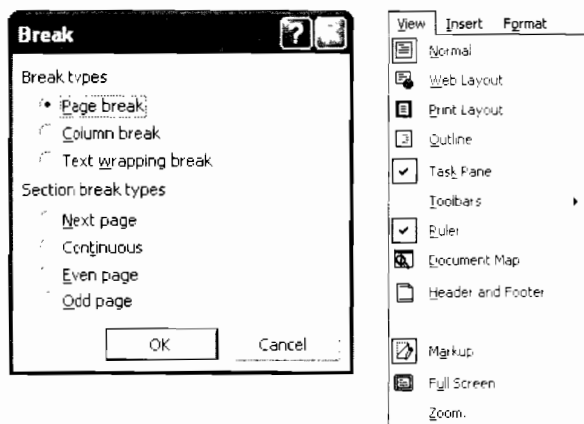 Break
Break types
Page break
Column break
Text wrapping break
Section break types
Next page
Continuous
Even page
Odd page
OK
Cancel
View Insert Format
Normal
Web Layout
Print Layout
Outline
Task Pane
Toolbars
Ruler
Document Map
Header and Footer
Markup
Full Screen
Zoom.